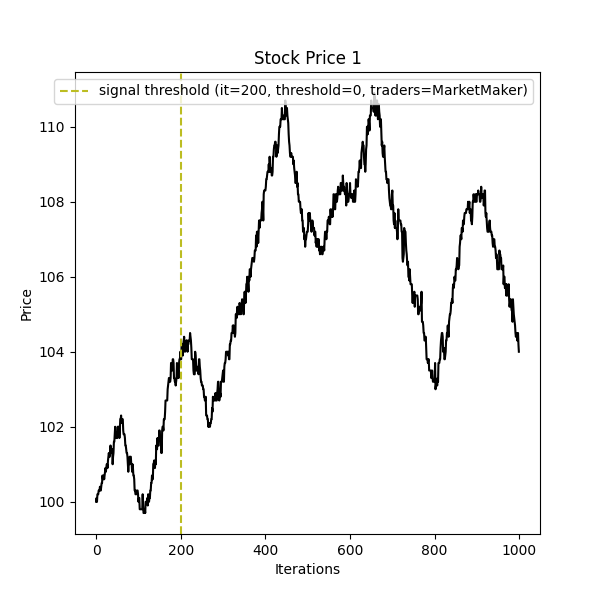 Stock Price 1
signal threshold (it=200, threshold=0, traders=MarketMaker)
110
108
106
104
102
100
Price
0 200 400 600 800 1000
Iterations